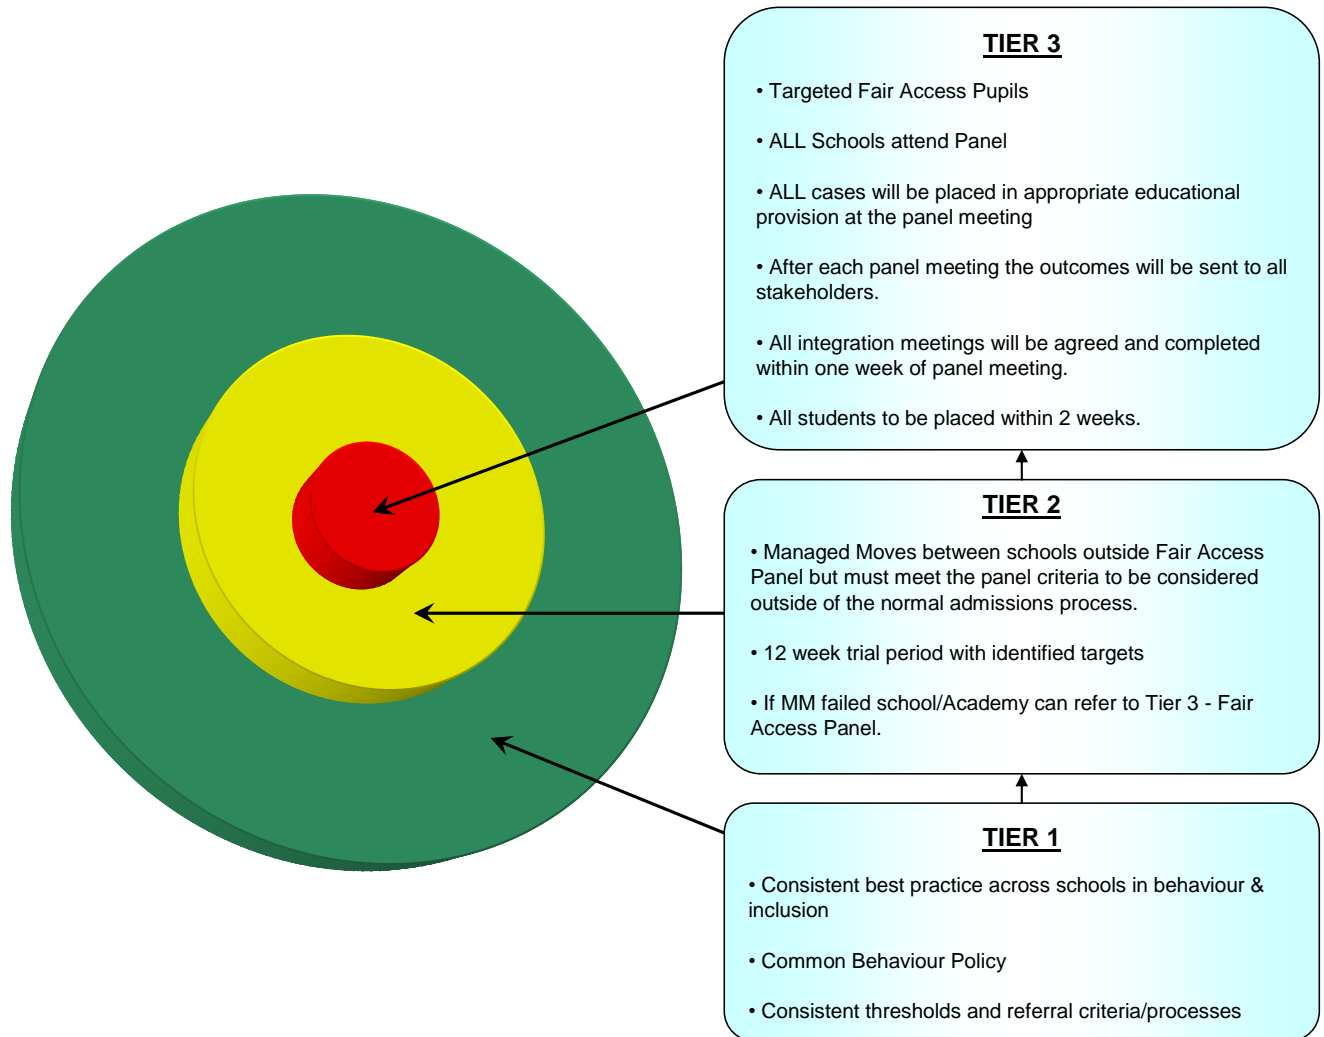 TIER 3
• Targeted Fair Access Pupils
• ALL Schools attend Panel
• ALL cases will be placed in appropriate educational
provision at the panel meeting
• After each panel meeting the outcomes will be sent to all
stakeholders.
• All integration meetings will be agreed and completed
within one week of panel meeting.
• All students to be placed within 2 weeks.
TIER 2
• Managed Moves between schools outside Fair Access
Panel but must meet the panel criteria to be considered
outside of the normal admissions process.
• 12 week trial period with identified targets
• If MM failed school/Academy can refer to Tier 3 - Fair
Access Panel.
TIER 1
• Consistent best practice across schools in behaviour &
inclusion
• Common Behaviour Policy
• Consistent thresholds and referral criteria/processes